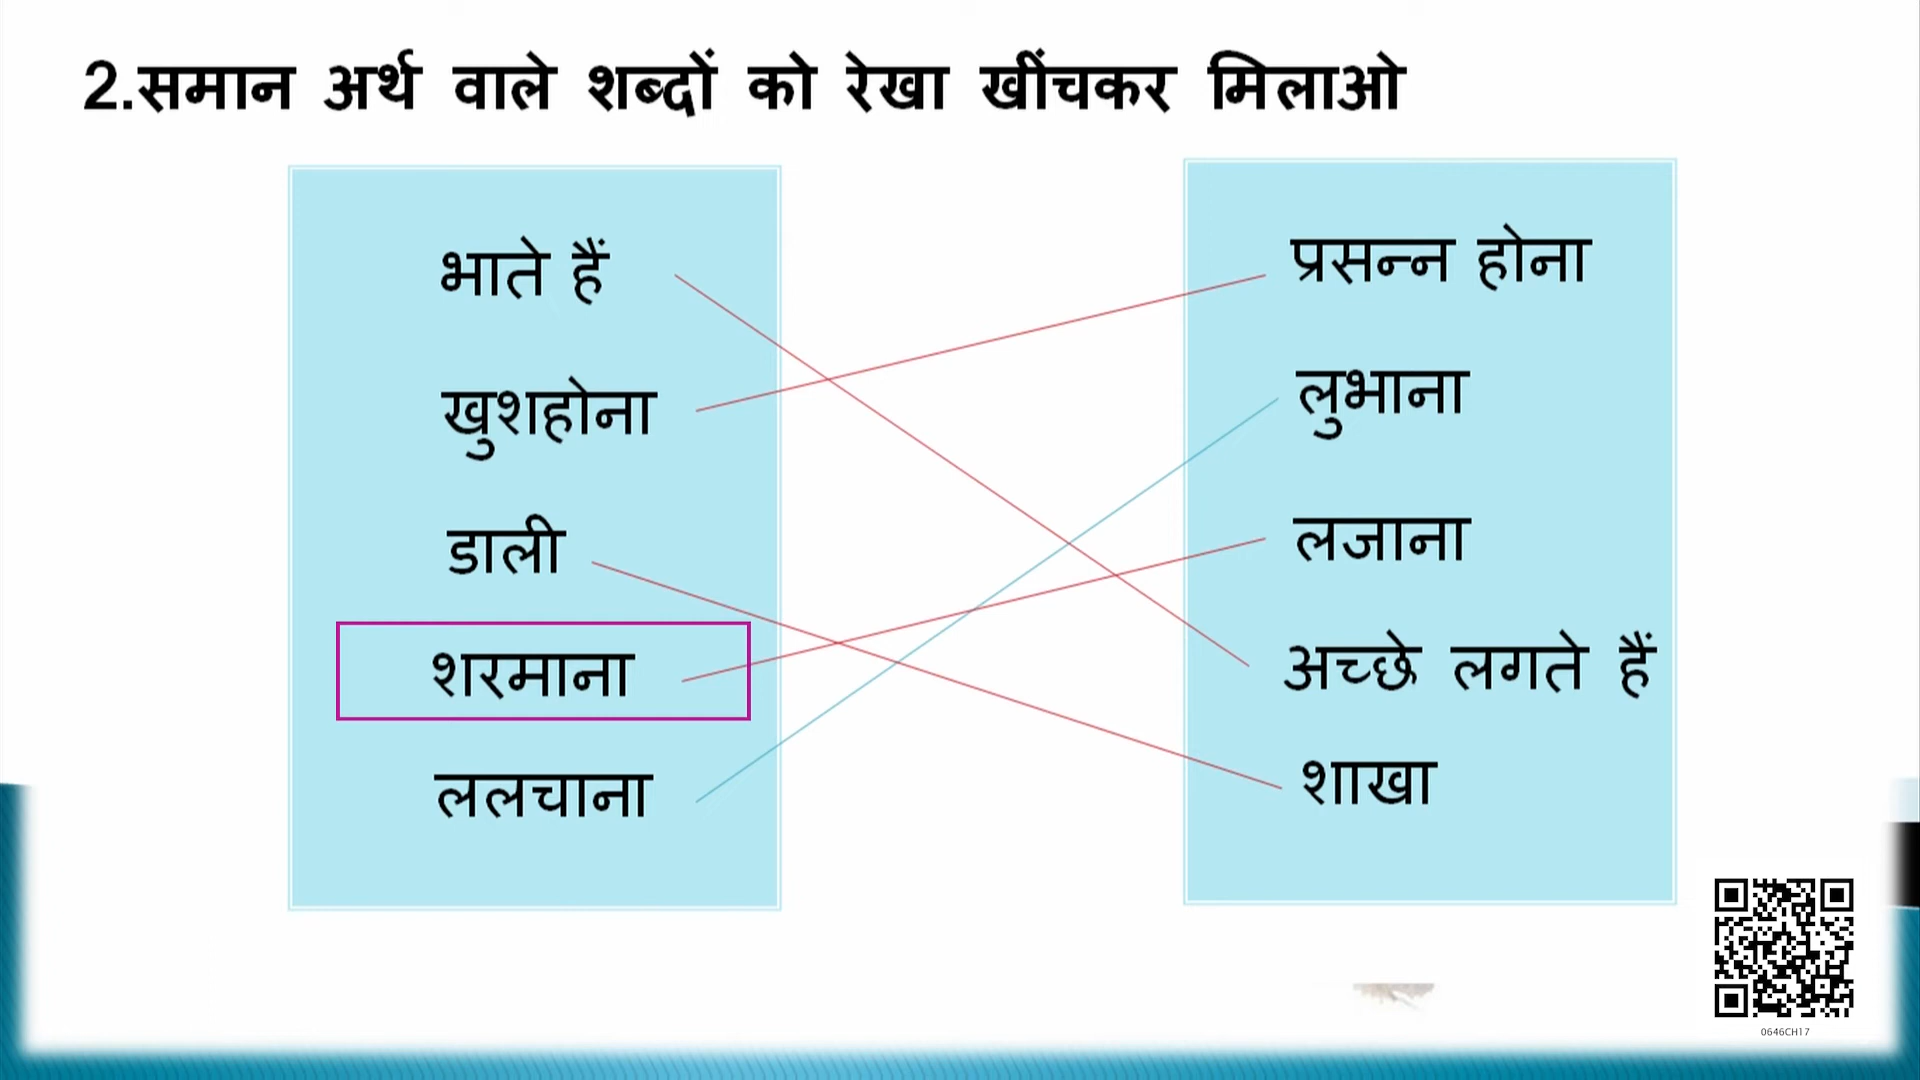 2.समान अर्थ वाले शब्दों को रेखा खींचकर मिलाओ
भाते हैं
खुशहोना
डाली
शरमाना
ललचाना
प्रसन्न होना
लुभाना
लजाना
अच्छे लगते हैं
शाखा
0646CH17